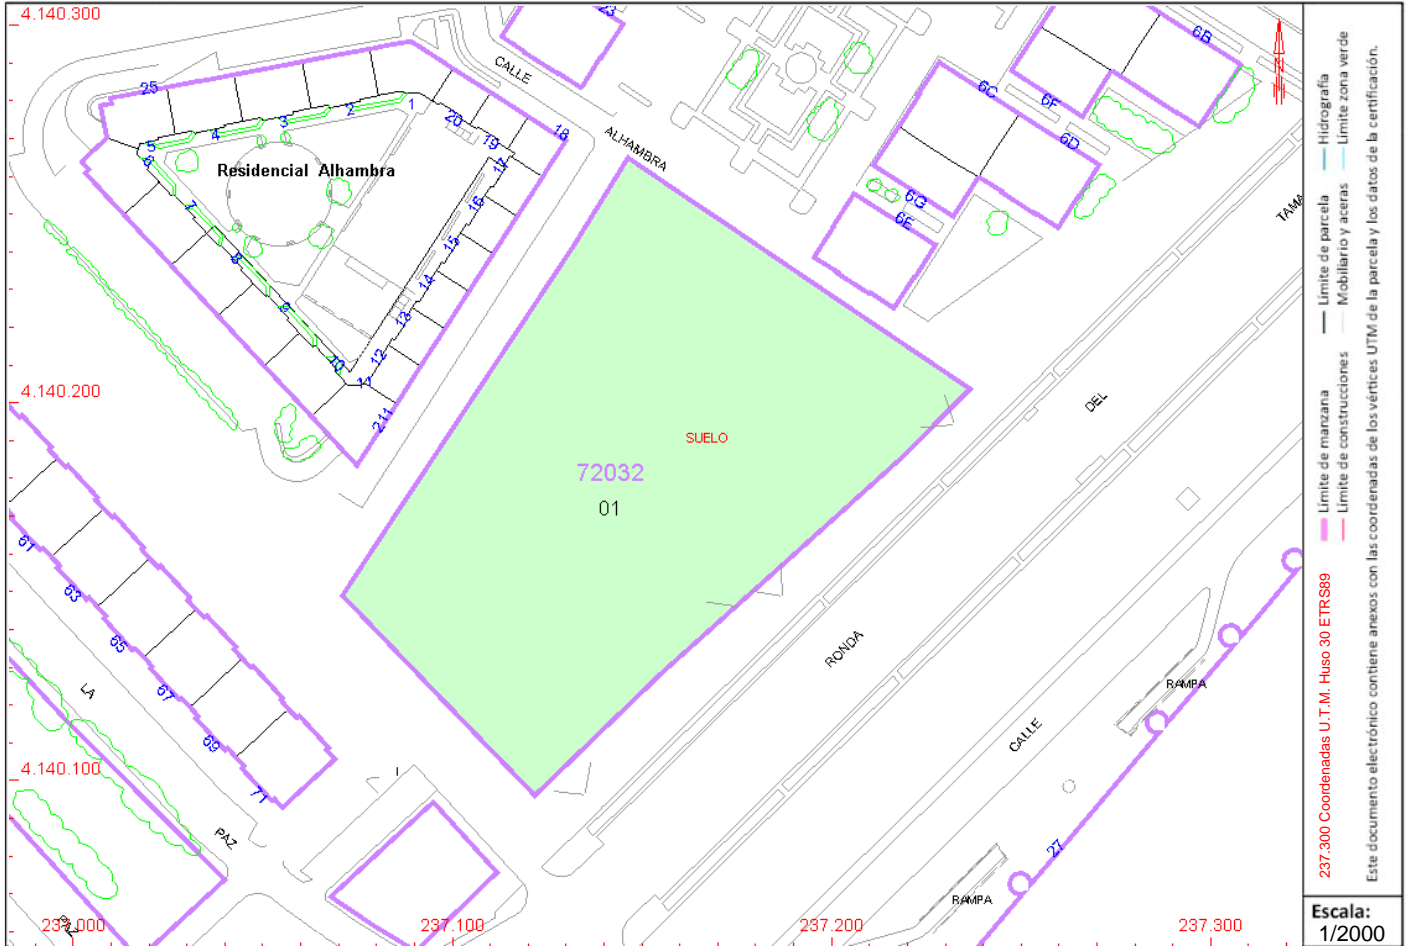 4.140.300
23
6B
25
CALLE
6C
6F
5
4
3
2
1
20
19
18
ALHAMBRA
6D
6
Residencial Alhambra
17
7
16
6G
6E
TAMA
8
15
14
9
13
10
12
11
4.140.200
211
DEL
SUELO
72032
01
61
63
65
67
69
71
LA
RONDA
RAMPA
CALLE
4.140.100
PAZ
27
RAMPA
PAZ
237.000
237.100
237.200
237.300
237.300 Coordenadas U.T.M. Huso 30 ETRS89
Límite de manzana
Límite de parcela
Hidrografía
Límite de construcciones
Mobiliario y aceras
Límite zona verde
Este documento electrónico contiene anexos con las coordenadas de los vértices UTM de la parcela y los datos de la certificación.
Escala:
1/2000